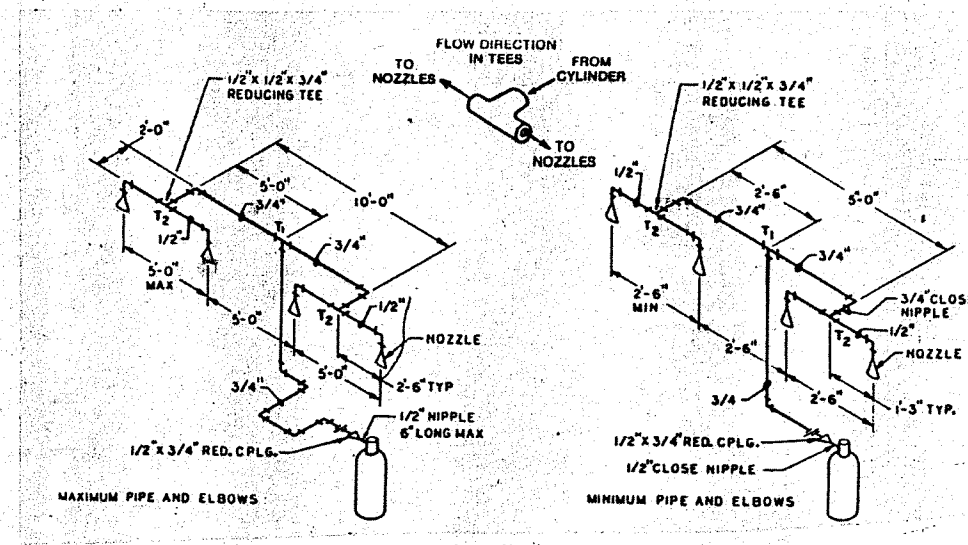 FLOW DIRECTION
IN TEES
TO
NOZZLES
FROM
CYLINDER
TO
NOZZLES
1/2"X 1/2"X 3/4"
REDUCING TEE
2'-0"
5'-0"
10'-0"
3/4"
T2
1/2"
T1
3/4"
5'-0"
MAX
5'-0"
T2
1/2"
NOZZLE
5'-0"
2'-6" TYP
3/4"
1/2" NIPPLE
6" LONG MAX
1/2"X 3/4" RED. CPLG.
MAXIMUM PIPE AND ELBOWS
1/2"X 1/2"X 3/4"
REDUCING TEE
1/2"
2'-6"
5'-0"
3/4"
T2
T1
3/4"
2'-6"
MIN
3/4" CLOSE
NIPPLE
T2
1/2"
NOZZLE
2'-6"
2'-6"
1'-3" TYP.
3/4
1/2"X 3/4" RED. CPLG.
1/2" CLOSE NIPPLE
MINIMUM PIPE AND ELBOWS